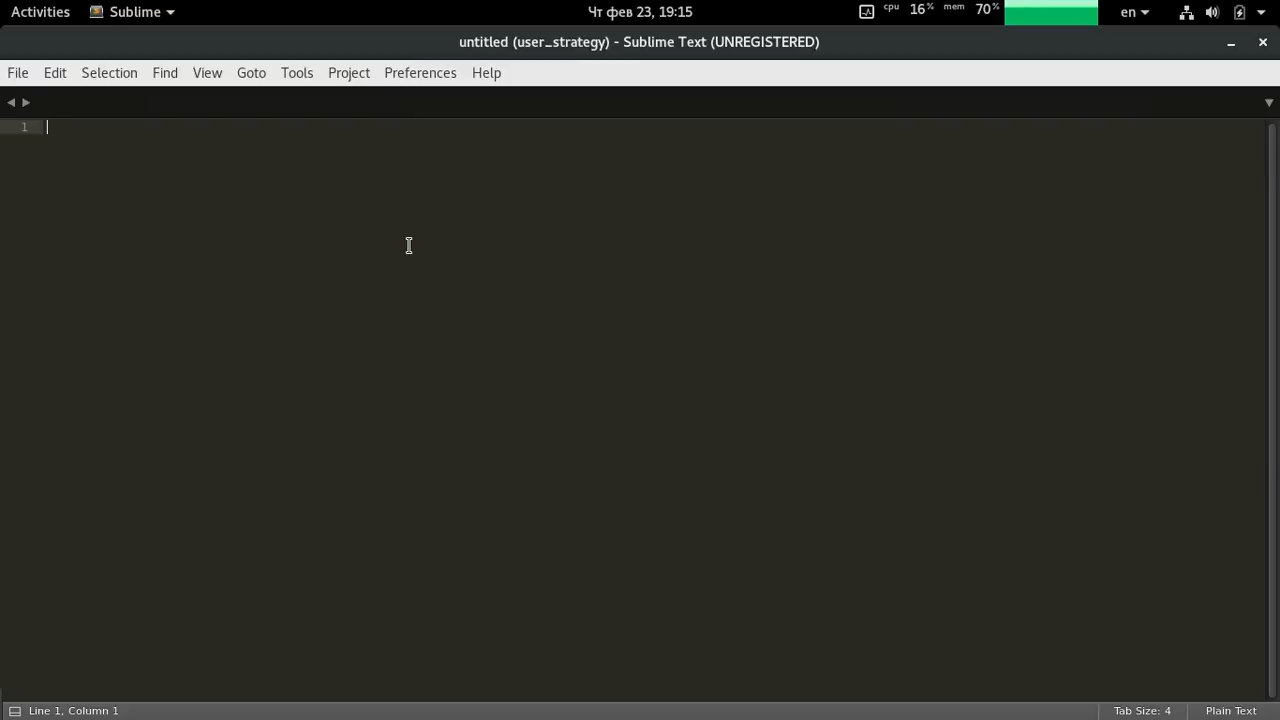 Activities Sublime Чт фев 23, 19:15 cpu 16% mem 70% en
untitled (user_strategy) - Sublime Text (UNREGISTERED)
File Edit Selection Find View Goto Tools Project Preferences Help
1
Line 1, Column 1 Tab Size: 4 Plain Text